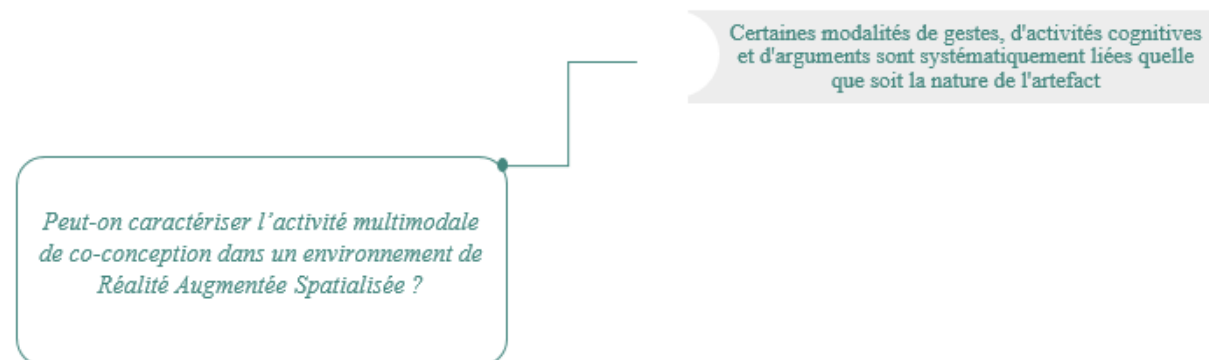 Certaines modalités de gestes, d'activités cognitives
et d'arguments sont systématiquement liées quelle
que soit la nature de l'artefact
Peut-on caractériser l’activité multimodale
de co-conception dans un environnement de
Réalité Augmentée Spatialisée ?